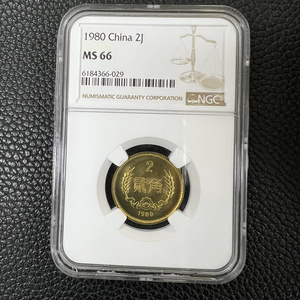 1980 China 2J
MS 66
6184366-029
NUMISMATIC GUARANTY CORPORATION
NGC
2
贰角
1980